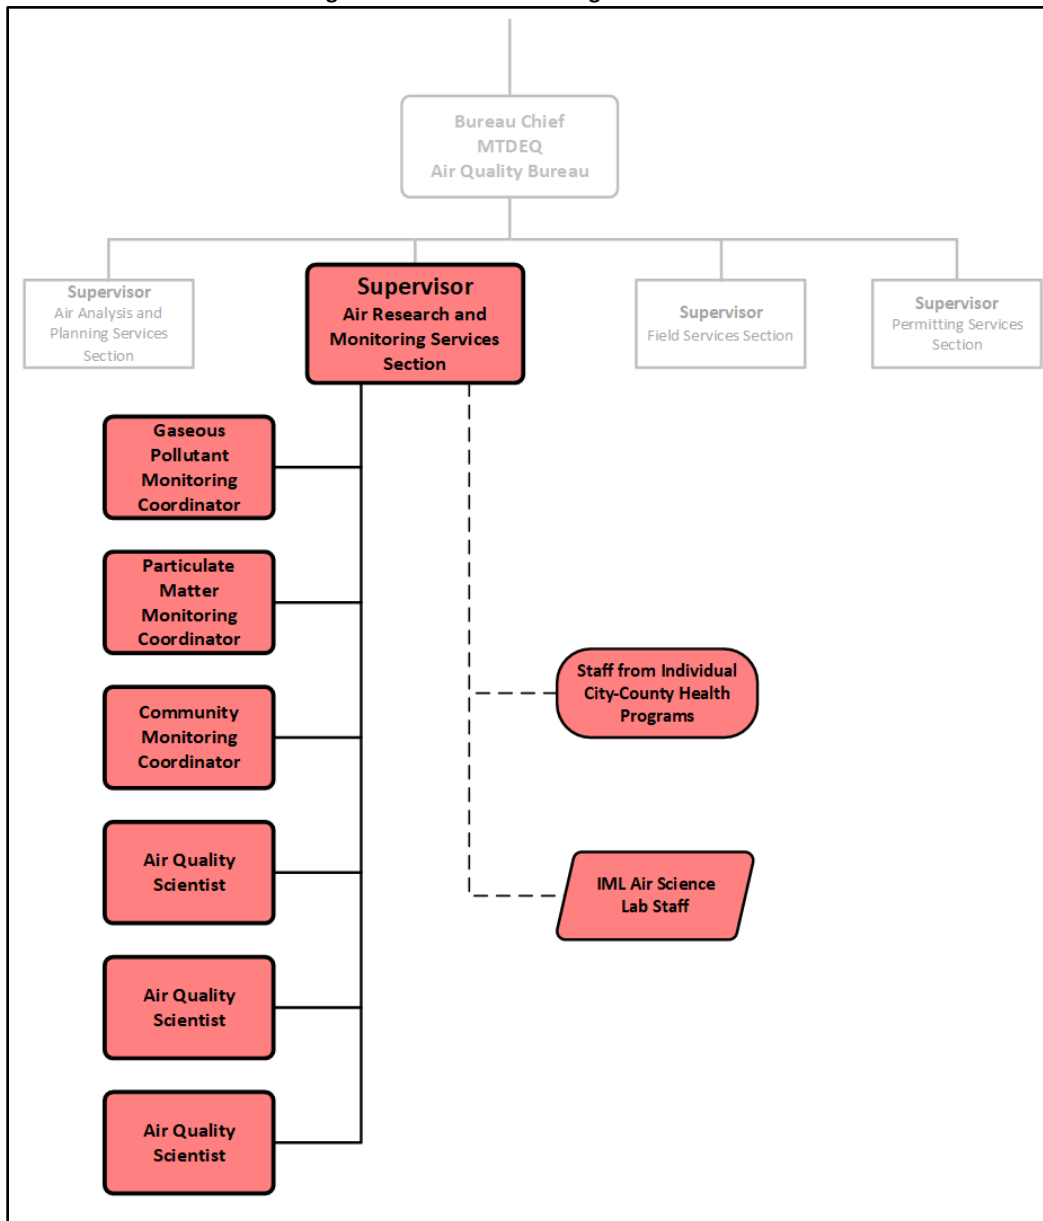 Bureau Chief
MTDEQ
Air Quality Bureau
Supervisor
Air Analysis and
Planning Services
Section
Supervisor
Air Research and
Monitoring Services
Section
Supervisor
Field Services Section
Supervisor
Permitting Services
Section
Gaseous
Pollutant
Monitoring
Coordinator
Particulate
Matter
Monitoring
Coordinator
Community
Monitoring
Coordinator
Air Quality
Scientist
Air Quality
Scientist
Air Quality
Scientist
Staff from Individual
City-County Health
Programs
IML Air Science
Lab Staff